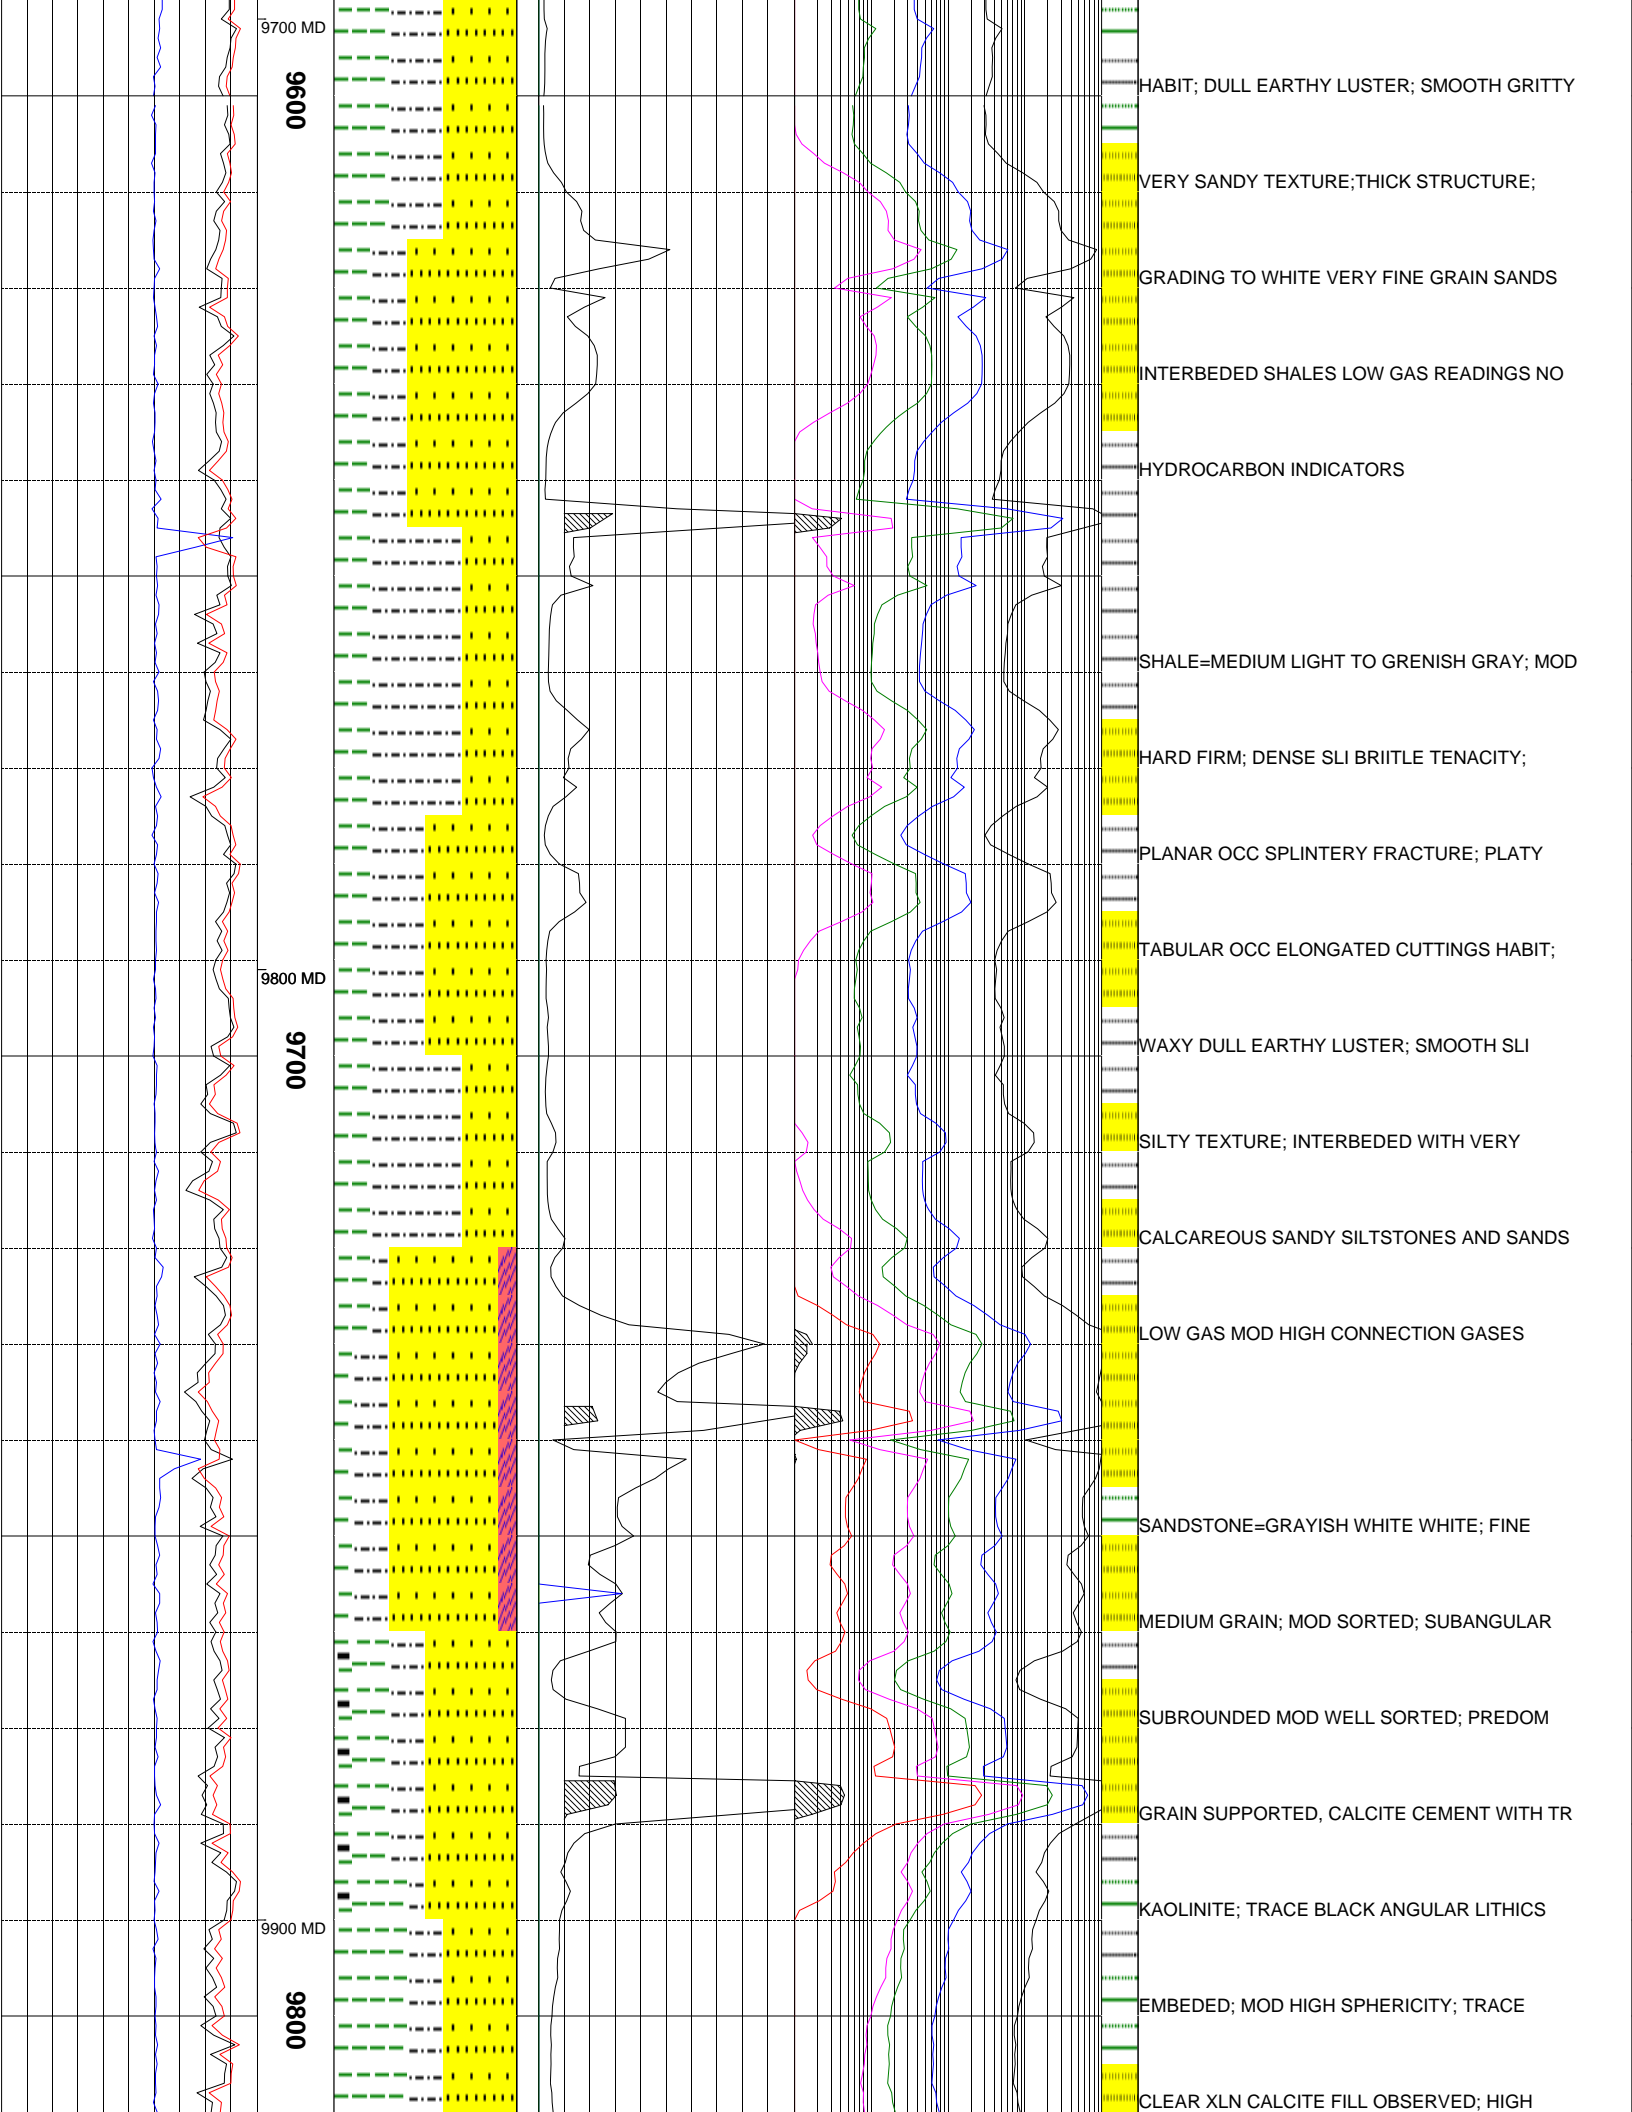 9700 MD
9600
HABIT; DULL EARTHY LUSTER; SMOOTH GRITTY
VERY SANDY TEXTURE;THICK STRUCTURE;
GRADING TO WHITE VERY FINE GRAIN SANDS
INTERBEDED SHALES LOW GAS READINGS NO
HYDROCARBON INDICATORS
SHALE=MEDIUM LIGHT TO GRENISH GRAY; MOD
HARD FIRM; DENSE SLI BRIITLE TENACITY;
PLANAR OCC SPLINTERY FRACTURE; PLATY
TABULAR OCC ELONGATED CUTTINGS HABIT;
9800 MD
9700
WAXY DULL EARTHY LUSTER; SMOOTH SLI
SILTY TEXTURE; INTERBEDED WITH VERY
CALCAREOUS SANDY SILTSTONES AND SANDS
LOW GAS MOD HIGH CONNECTION GASES
SANDSTONE=GRAYISH WHITE WHITE; FINE
MEDIUM GRAIN; MOD SORTED; SUBANGULAR
SUBROUNDED MOD WELL SORTED; PREDOM
GRAIN SUPPORTED, CALCITE CEMENT WITH TR
KAOLINITE; TRACE BLACK ANGULAR LITHICS
9900 MD
9800
EMBEDED; MOD HIGH SPHERICITY; TRACE
CLEAR XLN CALCITE FILL OBSERVED; HIGH